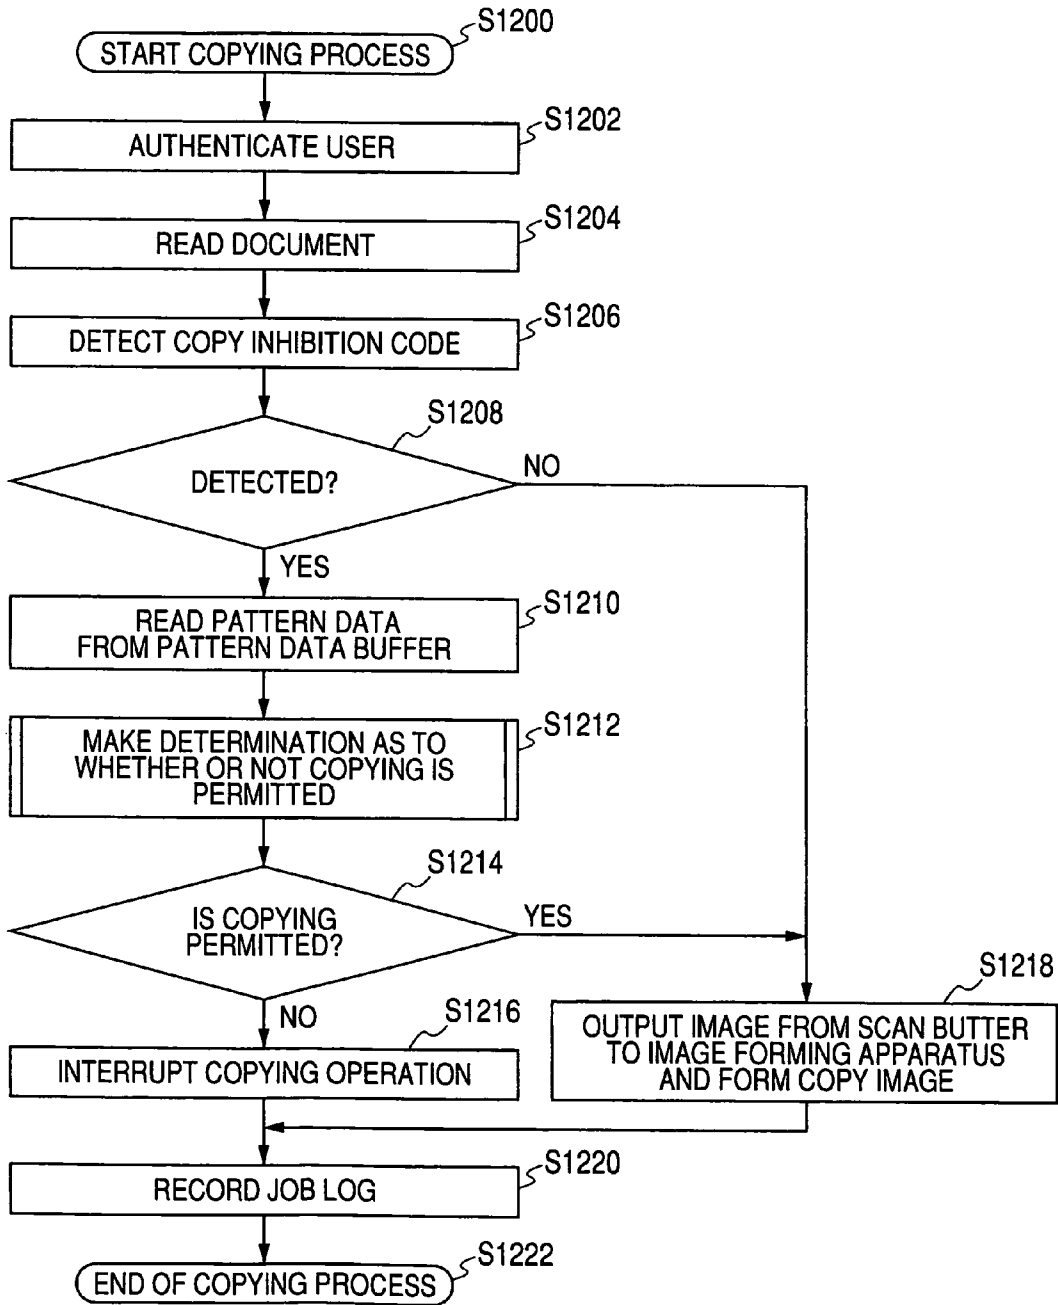 S1200
START COPYING PROCESS
S1202
AUTHENTICATE USER
S1204
READ DOCUMENT
S1206
DETECT COPY INHIBITION CODE
S1208
DETECTED?
NO
YES
S1210
READ PATTERN DATA
FROM PATTERN DATA BUFFER
S1212
MAKE DETERMINATION AS TO
WHETHER OR NOT COPYING IS
PERMITTED
S1214
IS COPYING
PERMITTED?
YES
NO
S1216
INTERRUPT COPYING OPERATION
S1218
OUTPUT IMAGE FROM SCAN BUTTER
TO IMAGE FORMING APPARATUS
AND FORM COPY IMAGE
S1220
RECORD JOB LOG
S1222
END OF COPYING PROCESS